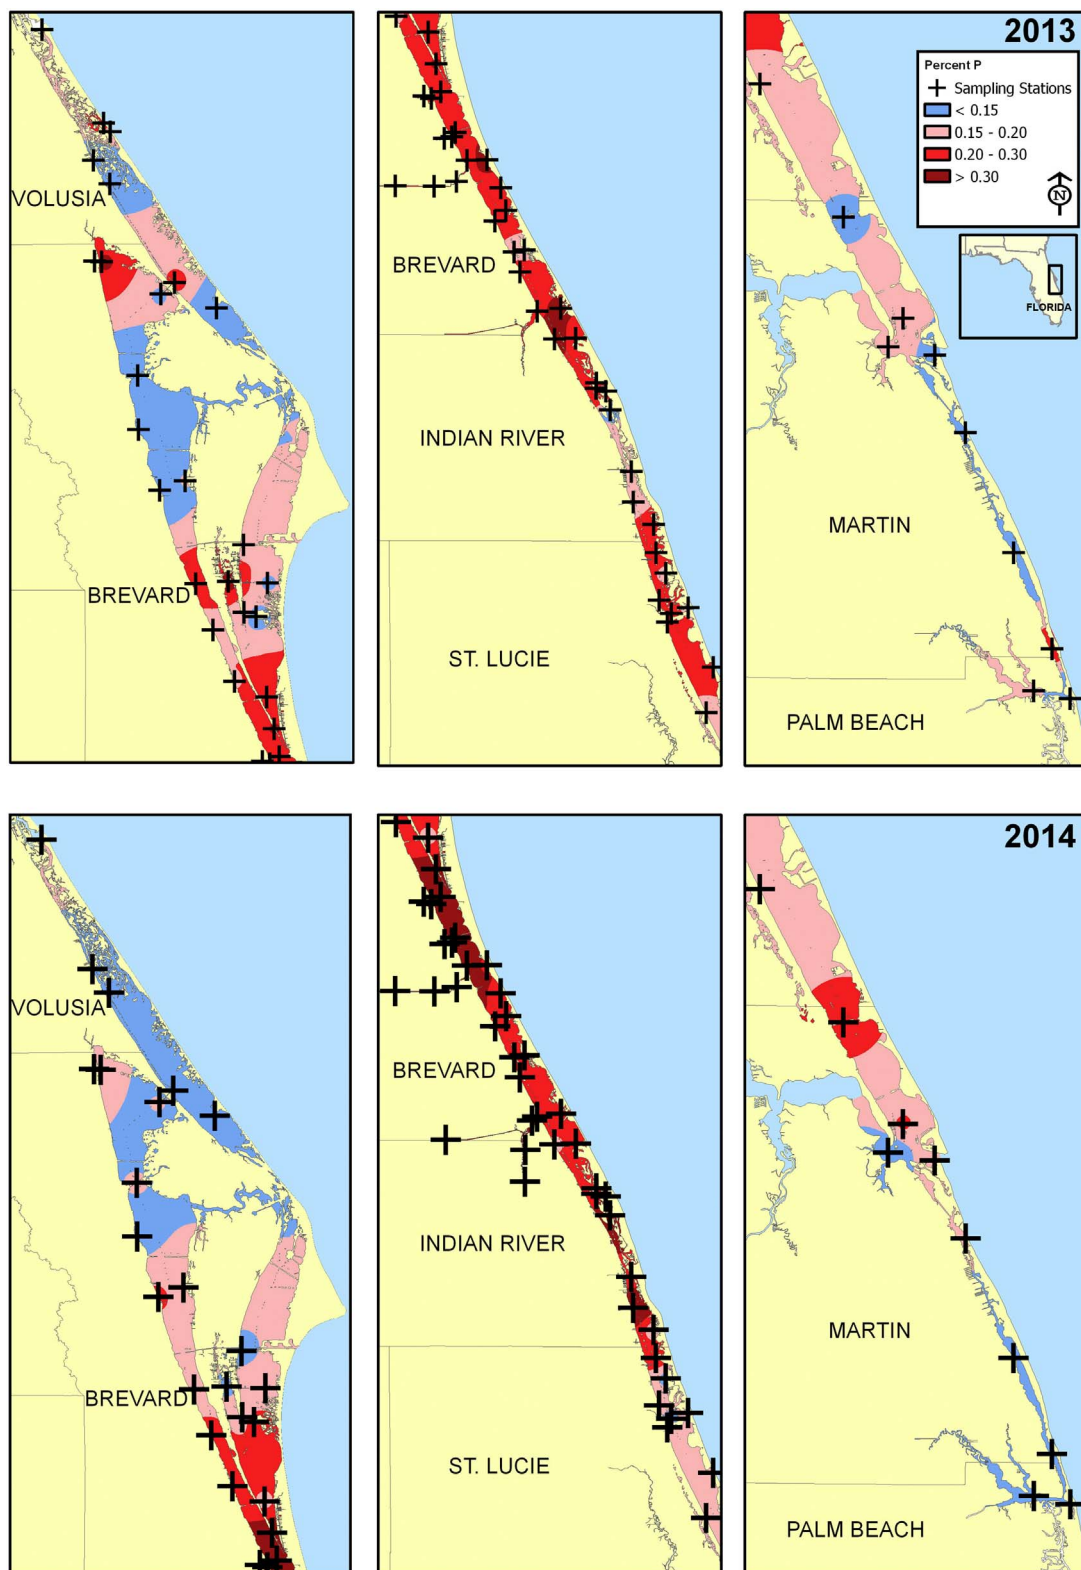 2013
Percent P
Sampling Stations
< 0.15
0.15 - 0.20
0.20 - 0.30
> 0.30
N
FLORIDA
VOLUSIA
BREVARD
BREVARD
INDIAN RIVER
ST. LUCIE
MARTIN
PALM BEACH
2014
VOLUSIA
BREVARD
BREVARD
INDIAN RIVER
ST. LUCIE
MARTIN
PALM BEACH